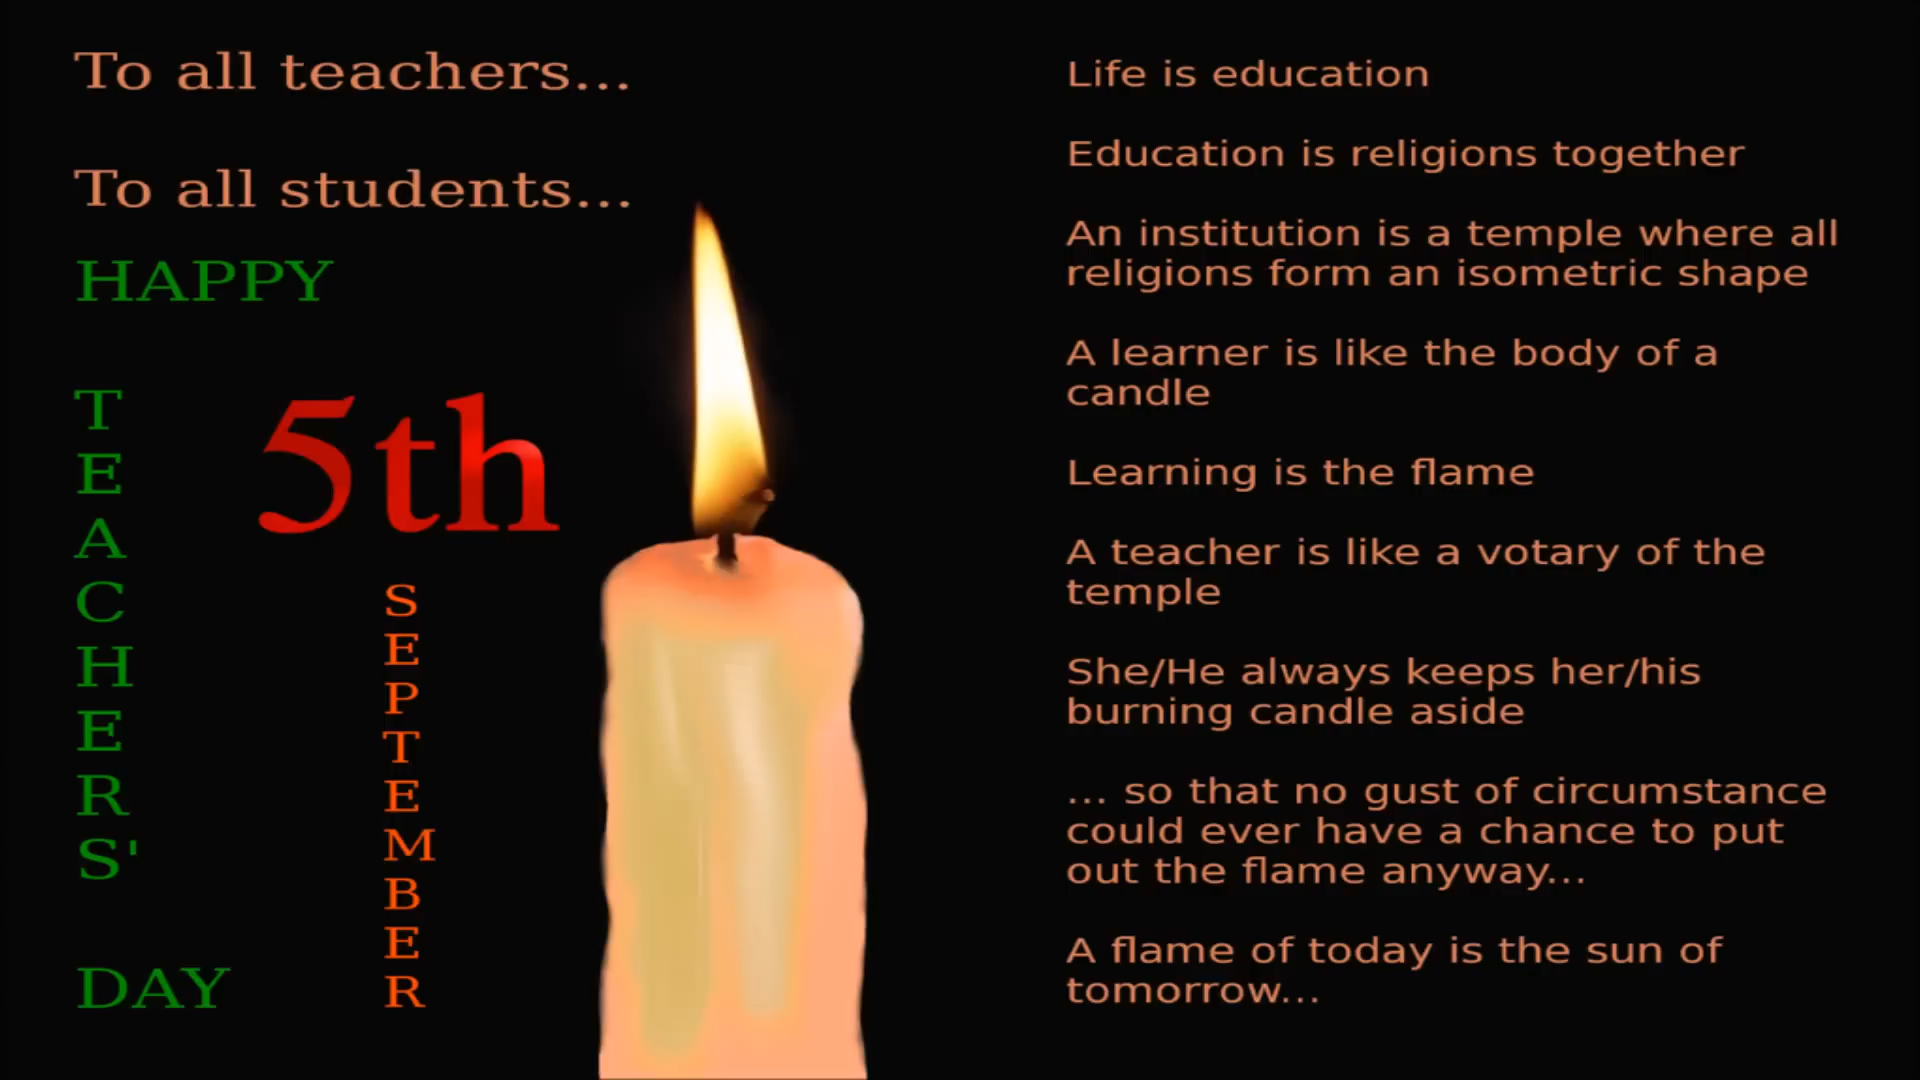 To all teachers...
To all students...
HAPPY
T
E
A
C
H
E
R
S'
DAY
5th
S
E
P
T
E
M
B
E
R
Life is education
Education is religions together
An institution is a temple where all
religions form an isometric shape
A learner is like the body of a
candle
Learning is the flame
A teacher is like a votary of the
temple
She/He always keeps her/his
burning candle aside
... so that no gust of circumstance
could ever have a chance to put
out the flame anyway...
A flame of today is the sun of
tomorrow...